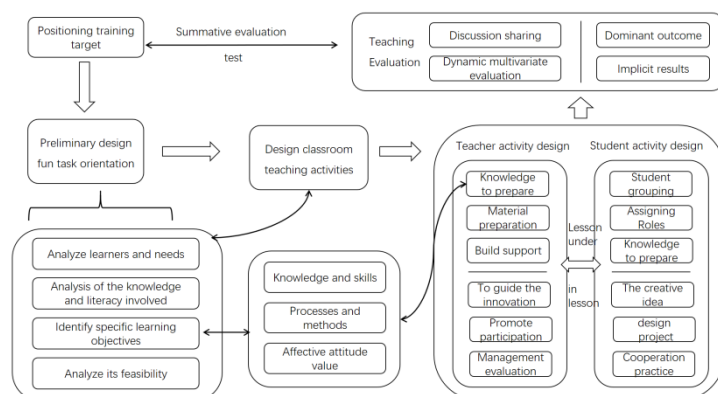 Positioning training
target
Summative evaluation
test
Teaching
Evaluation
Discussion sharing
Dynamic multivariate
evaluation
Dominant outcome
Implicit results
Preliminary design
fun task orientation
Design classroom
teaching activities
Teacher activity design
Student activity design
Knowledge
to prepare
Material
preparation
Build support
To guide the
innovation
Promote
participation
Management
evaluation
Lesson
under
in
lesson
Student
grouping
Assigning
Roles
Knowledge
to prepare
The creative
idea
design
project
Cooperation
practice
Analyze learners and needs
Analysis of the knowledge
and literacy involved
Identify specific learning
objectives
Analyze its feasibility
Knowledge and skills
Processes and
methods
Affective attitude
value